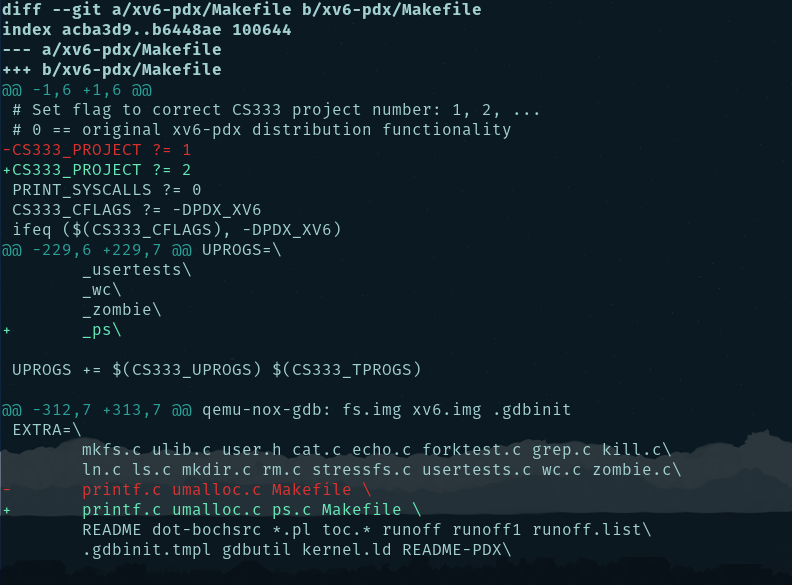 diff --git a/xv6-pdx/Makefile b/xv6-pdx/Makefile
index acba3d9..b6448ae 100644
--- a/xv6-pdx/Makefile
+++ b/xv6-pdx/Makefile
@@ -1,6 +1,6 @@
 # Set flag to correct CS333 project number: 1, 2, ...
 # 0 == original xv6-pdx distribution functionality
-CS333_PROJECT ?= 1
+CS333_PROJECT ?= 2
 PRINT_SYSCALLS ?= 0
 CS333_CFLAGS ?= -DPDX_XV6
 ifeq ($(CS333_CFLAGS), -DPDX_XV6)
@@ -229,6 +229,7 @@ UPROGS=\
        _usertests\
        _wc\
        _zombie\
+       _ps\

 UPROGS += $(CS333_UPROGS) $(CS333_TPROGS)

@@ -312,7 +313,7 @@ qemu-nox-gdb: fs.img xv6.img .gdbinit
 EXTRA=\
        mkfs.c ulib.c user.h cat.c echo.c forktest.c grep.c kill.c\
        ln.c ls.c mkdir.c rm.c stressfs.c usertests.c wc.c zombie.c\
-       printf.c umalloc.c Makefile \
+       printf.c umalloc.c ps.c Makefile \
        README dot-bochsrc *.pl toc.* runoff runoff1 runoff.list\
        .gdbinit.tmpl gdbutil kernel.ld README-PDX\